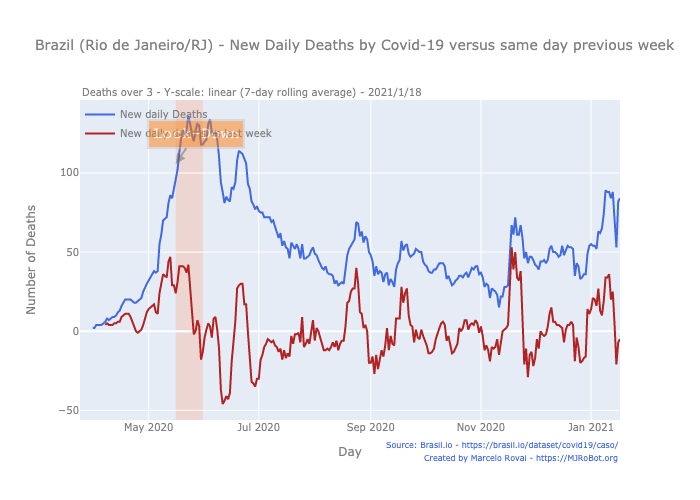 Brazil (Rio de Janeiro/RJ) - New Daily Deaths by Covid-19 versus same day previous week
Deaths over 3 - Y-scale: linear (7-day rolling average) - 2021/1/18
New daily Deaths
New daily Deaths last week
Lock-Down
Number of Deaths
100
50
0
−50
May 2020
Jul 2020
Sep 2020
Nov 2020
Jan 2021
Day
Source: Brasil.io - https://brasil.io/dataset/covid19/caso/
Created by Marcelo Rovai - https://MJRoBot.org